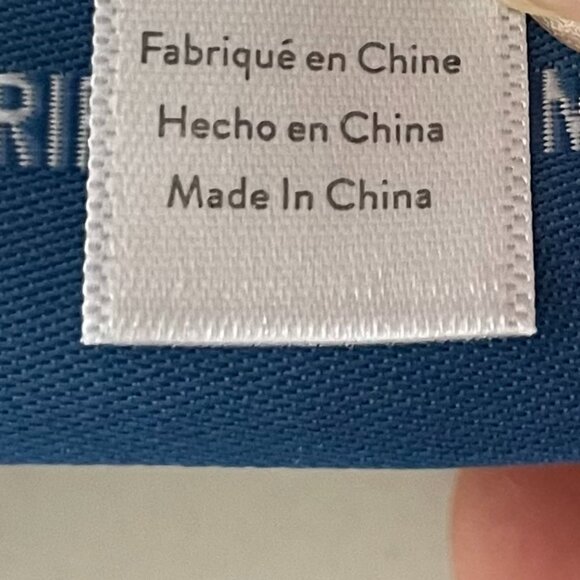 Fabriqué en Chine
Hecho en China
Made In China